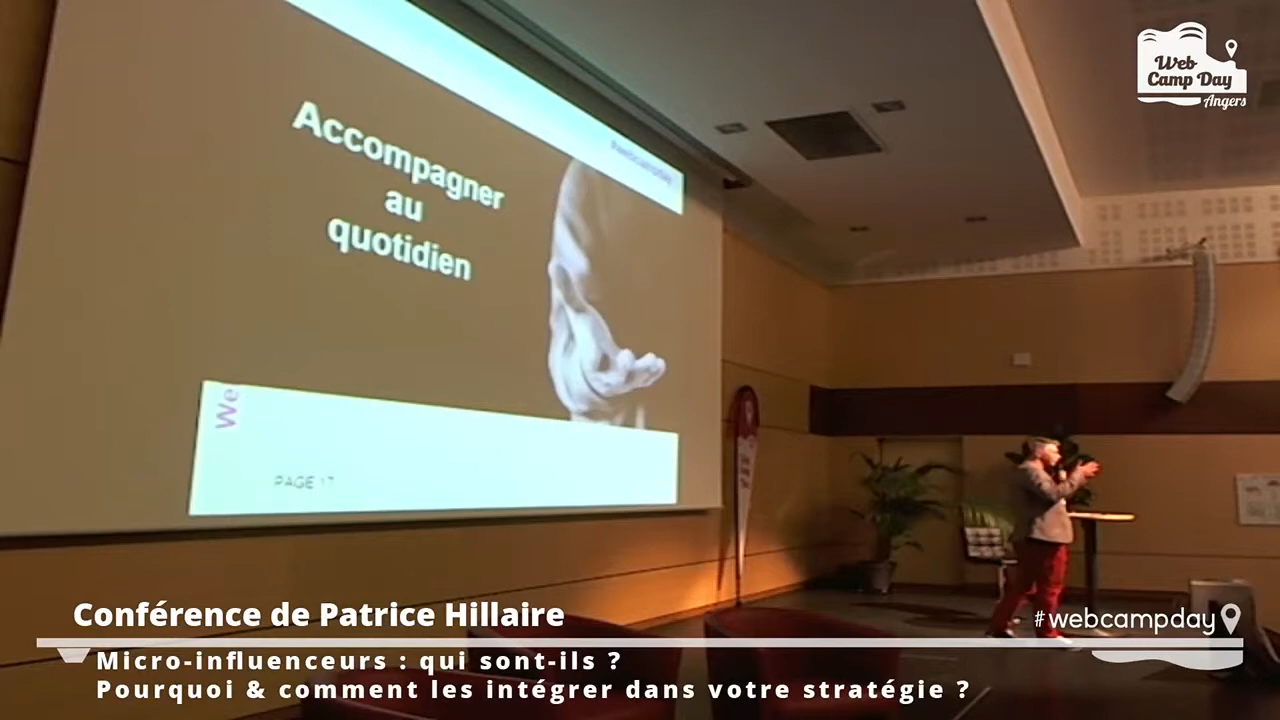 Web
Camp Day
Angers
Accompagner
au
quotidien
We
PAGE 17
Conférence de Patrice Hillaire
#webcampday
Micro-influenceurs : qui sont-ils ?
Pourquoi & comment les intégrer dans votre stratégie ?